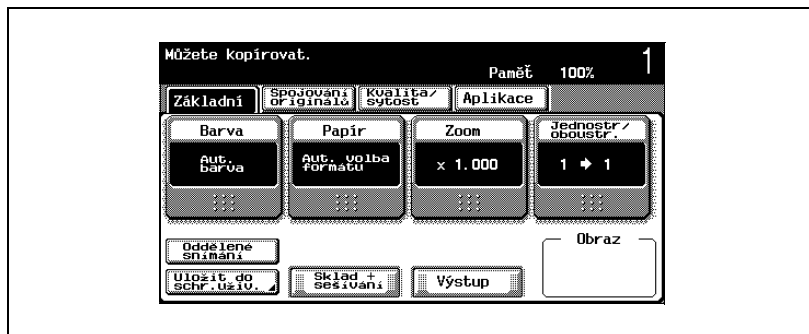 Můžete kopírovat.
Paměť 100% 1
Základní
Spojování
originálů
Kvalita/
sytost
Aplikace
Barva
Aut.
barva
Papír
Aut. volba
formátu
Zoom
x 1.000
Jednostr/
oboustr.
1 ➔ 1
Oddělené
snímání
Uložit do
schr.uživ.
Sklad +
sešívání
Výstup
Obraz